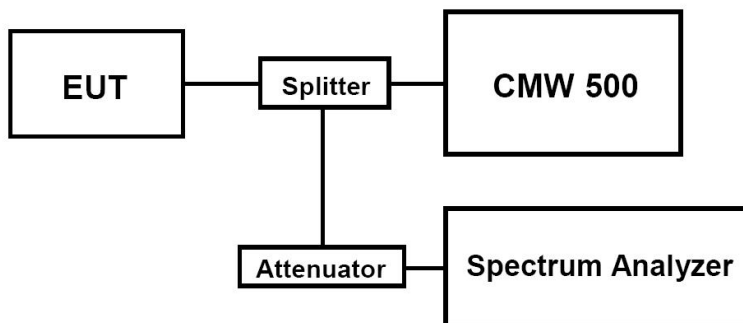 EUT
Splitter
CMW 500
Attenuator
Spectrum Analyzer